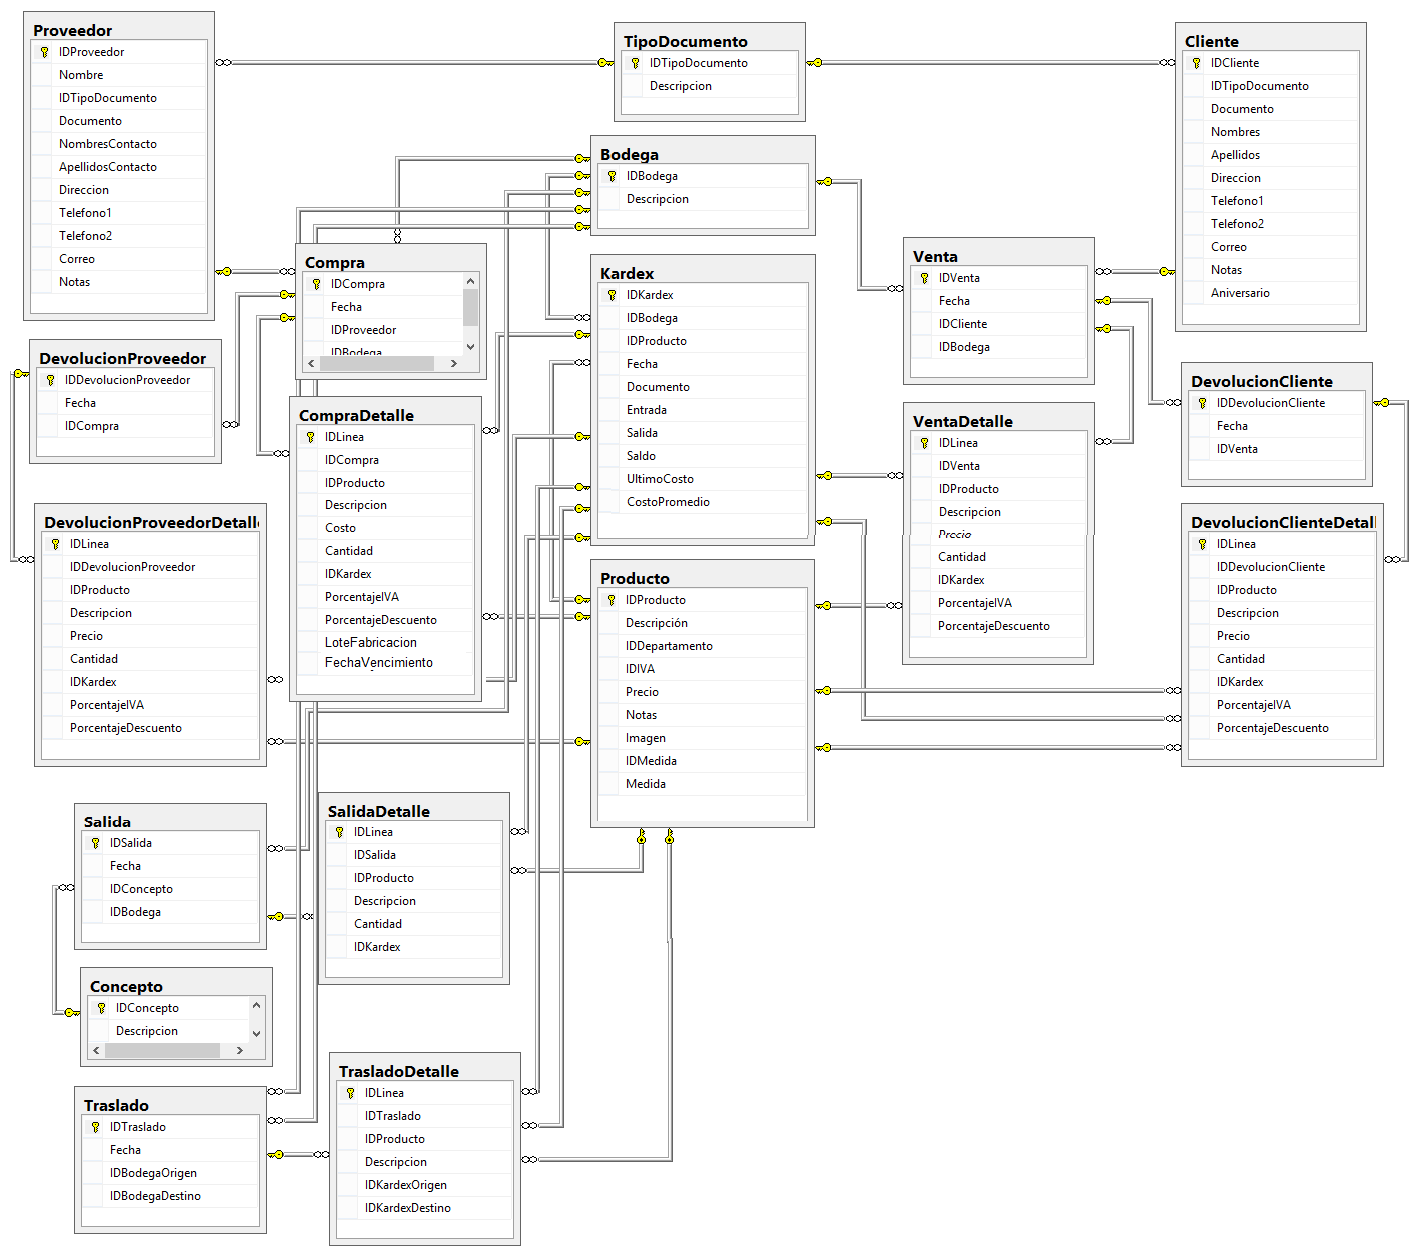 Proveedor
IDProveedor
Nombre
IDTipoDocumento
Documento
NombresContacto
ApellidosContacto
Direccion
Telefono1
Telefono2
Correo
Notas
TipoDocumento
IDTipoDocumento
Descripcion
Cliente
IDCliente
IDTipoDocumento
Documento
Nombres
Apellidos
Direccion
Telefono1
Telefono2
Correo
Notas
Aniversario
Bodega
IDBodega
Descripcion
Compra
IDCompra
Fecha
IDProveedor
IDBodega
Kardex
IDKardex
IDBodega
IDProducto
Fecha
Documento
Entrada
Salida
Saldo
UltimoCosto
CostoPromedio
Venta
IDVenta
Fecha
IDCliente
IDBodega
DevolucionProveedor
IDDevolucionProveedor
Fecha
IDCompra
CompraDetalle
IDLinea
IDCompra
IDProducto
Descripcion
Costo
Cantidad
IDKardex
PorcentajeIVA
PorcentajeDescuento
LoteFabricacion
FechaVencimiento
VentaDetalle
IDLinea
IDVenta
IDProducto
Descripcion
Precio
Cantidad
IDKardex
PorcentajeIVA
PorcentajeDescuento
DevolucionCliente
IDDevolucionCliente
Fecha
IDVenta
DevolucionProveedorDetalle
IDLinea
IDDevolucionProveedor
IDProducto
Descripcion
Precio
Cantidad
IDKardex
PorcentajeIVA
PorcentajeDescuento
Producto
IDProducto
Descripción
IDDepartamento
IDIVA
Precio
Notas
Imagen
IDMedida
Medida
DevolucionClienteDetal
IDLinea
IDDevolucionCliente
IDProducto
Descripcion
Precio
Cantidad
IDKardex
PorcentajeIVA
PorcentajeDescuento
Salida
IDSalida
Fecha
IDConcepto
IDBodega
SalidaDetalle
IDLinea
IDSalida
IDProducto
Descripcion
Cantidad
IDKardex
Concepto
IDConcepto
Descripcion
Traslado
IDTraslado
Fecha
IDBodegaOrigen
IDBodegaDestino
TrasladoDetalle
IDLinea
IDTraslado
IDProducto
Descripcion
IDKardexOrigen
IDKardexDestino